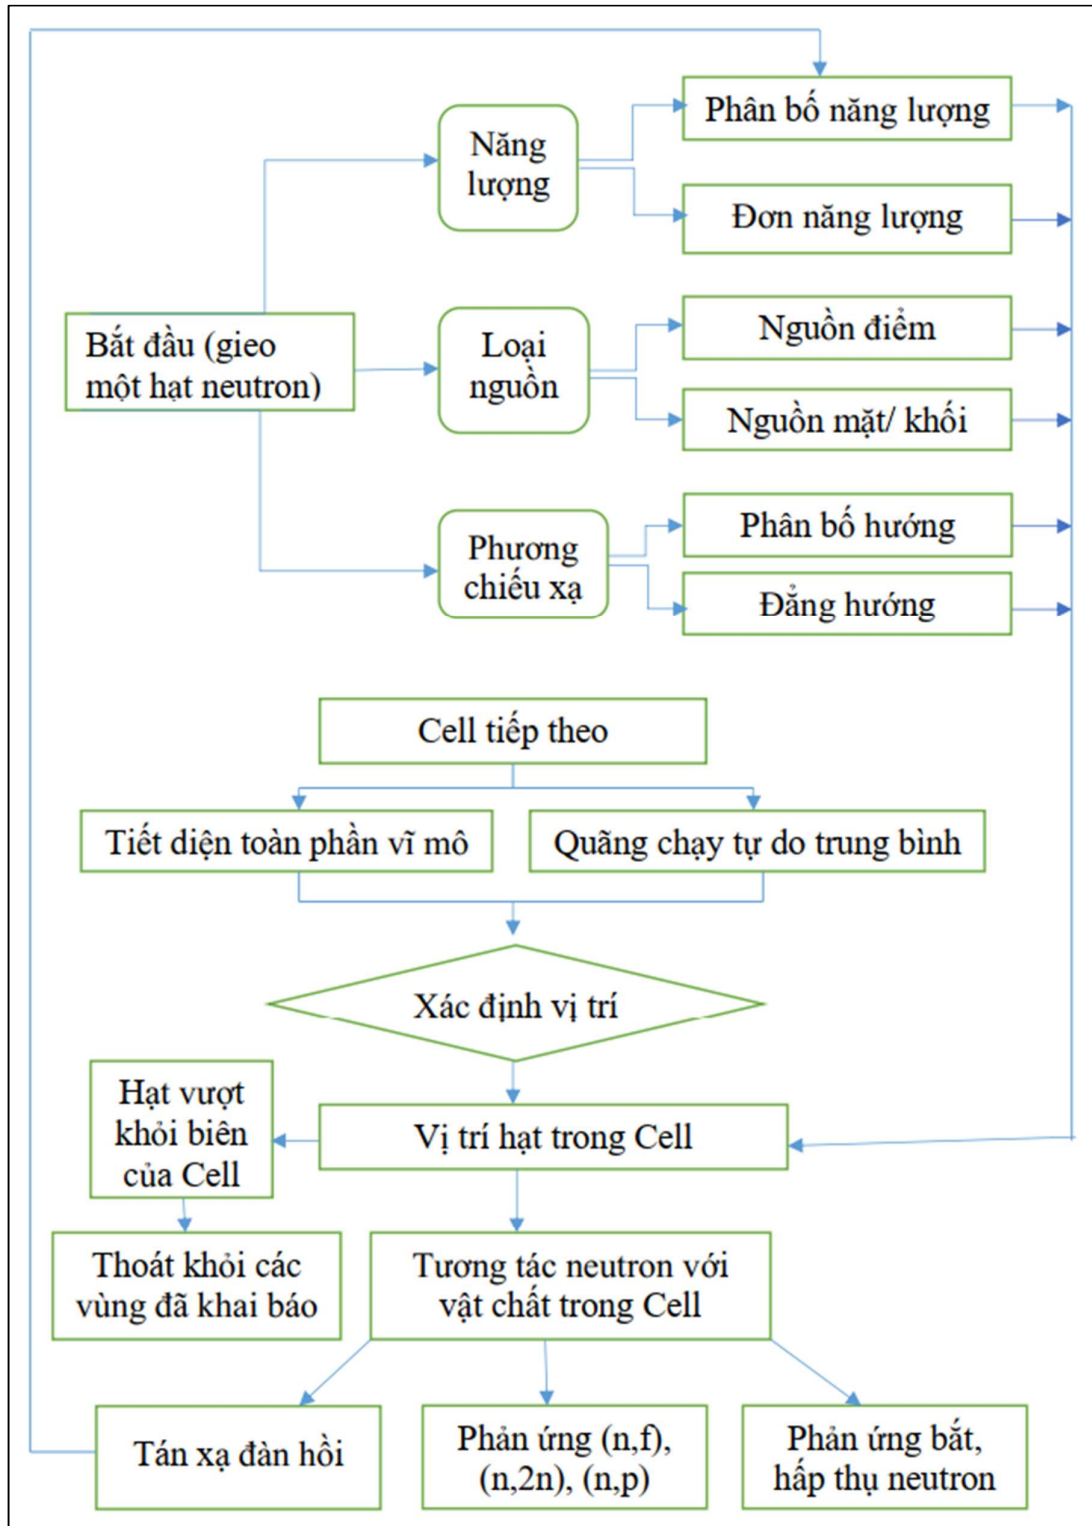 Phân bố năng lượng
Năng
lượng
Đơn năng lượng
Bắt đầu (gieo
một hạt neutron)
Loại
nguồn
Nguồn điểm
Nguồn mặt/ khối
Phương
chiếu xạ
Phân bố hướng
Đẳng hướng
Cell tiếp theo
Tiết diện toàn phần vĩ mô
Quãng chạy tự do trung bình
Xác định vị trí
Hạt vượt
khỏi biên
của Cell
Vị trí hạt trong Cell
Thoát khỏi các
vùng đã khai báo
Tương tác neutron với
vật chất trong Cell
Tán xạ đàn hồi
Phản ứng (n,f),
(n,2n), (n,p)
Phản ứng bắt,
hấp thụ neutron